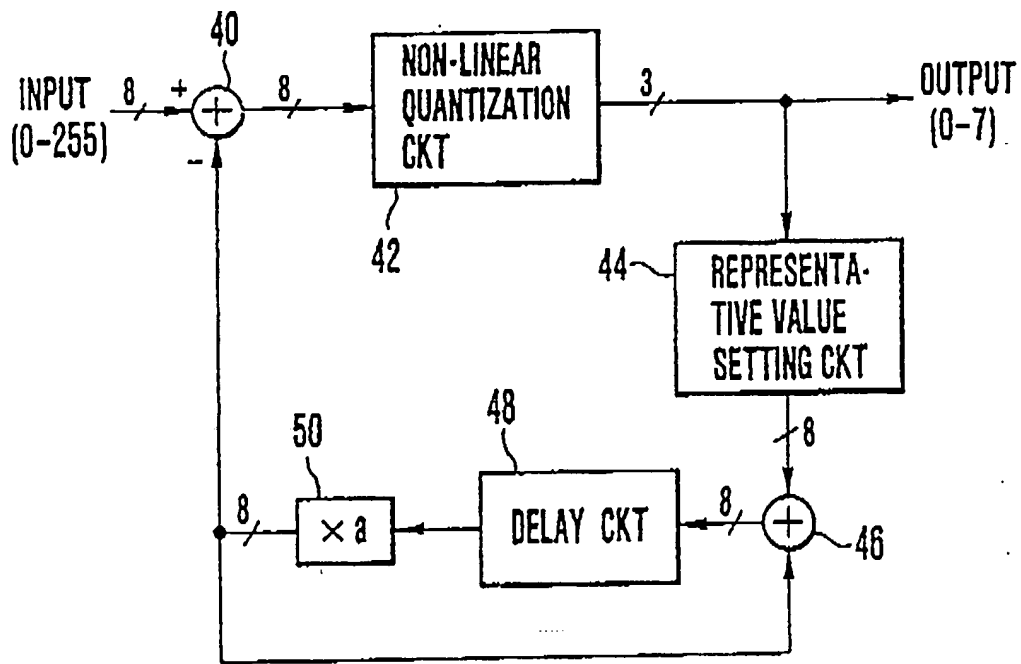 40
INPUT
(0-255)
8
+
-
+
8
NON-LINEAR
QUANTIZATION
CKT
42
3
OUTPUT
(0-7)
44
REPRESENTA-
TIVE VALUE
SETTING CKT
8
+
46
8
48
DELAY CKT
50
× a
8